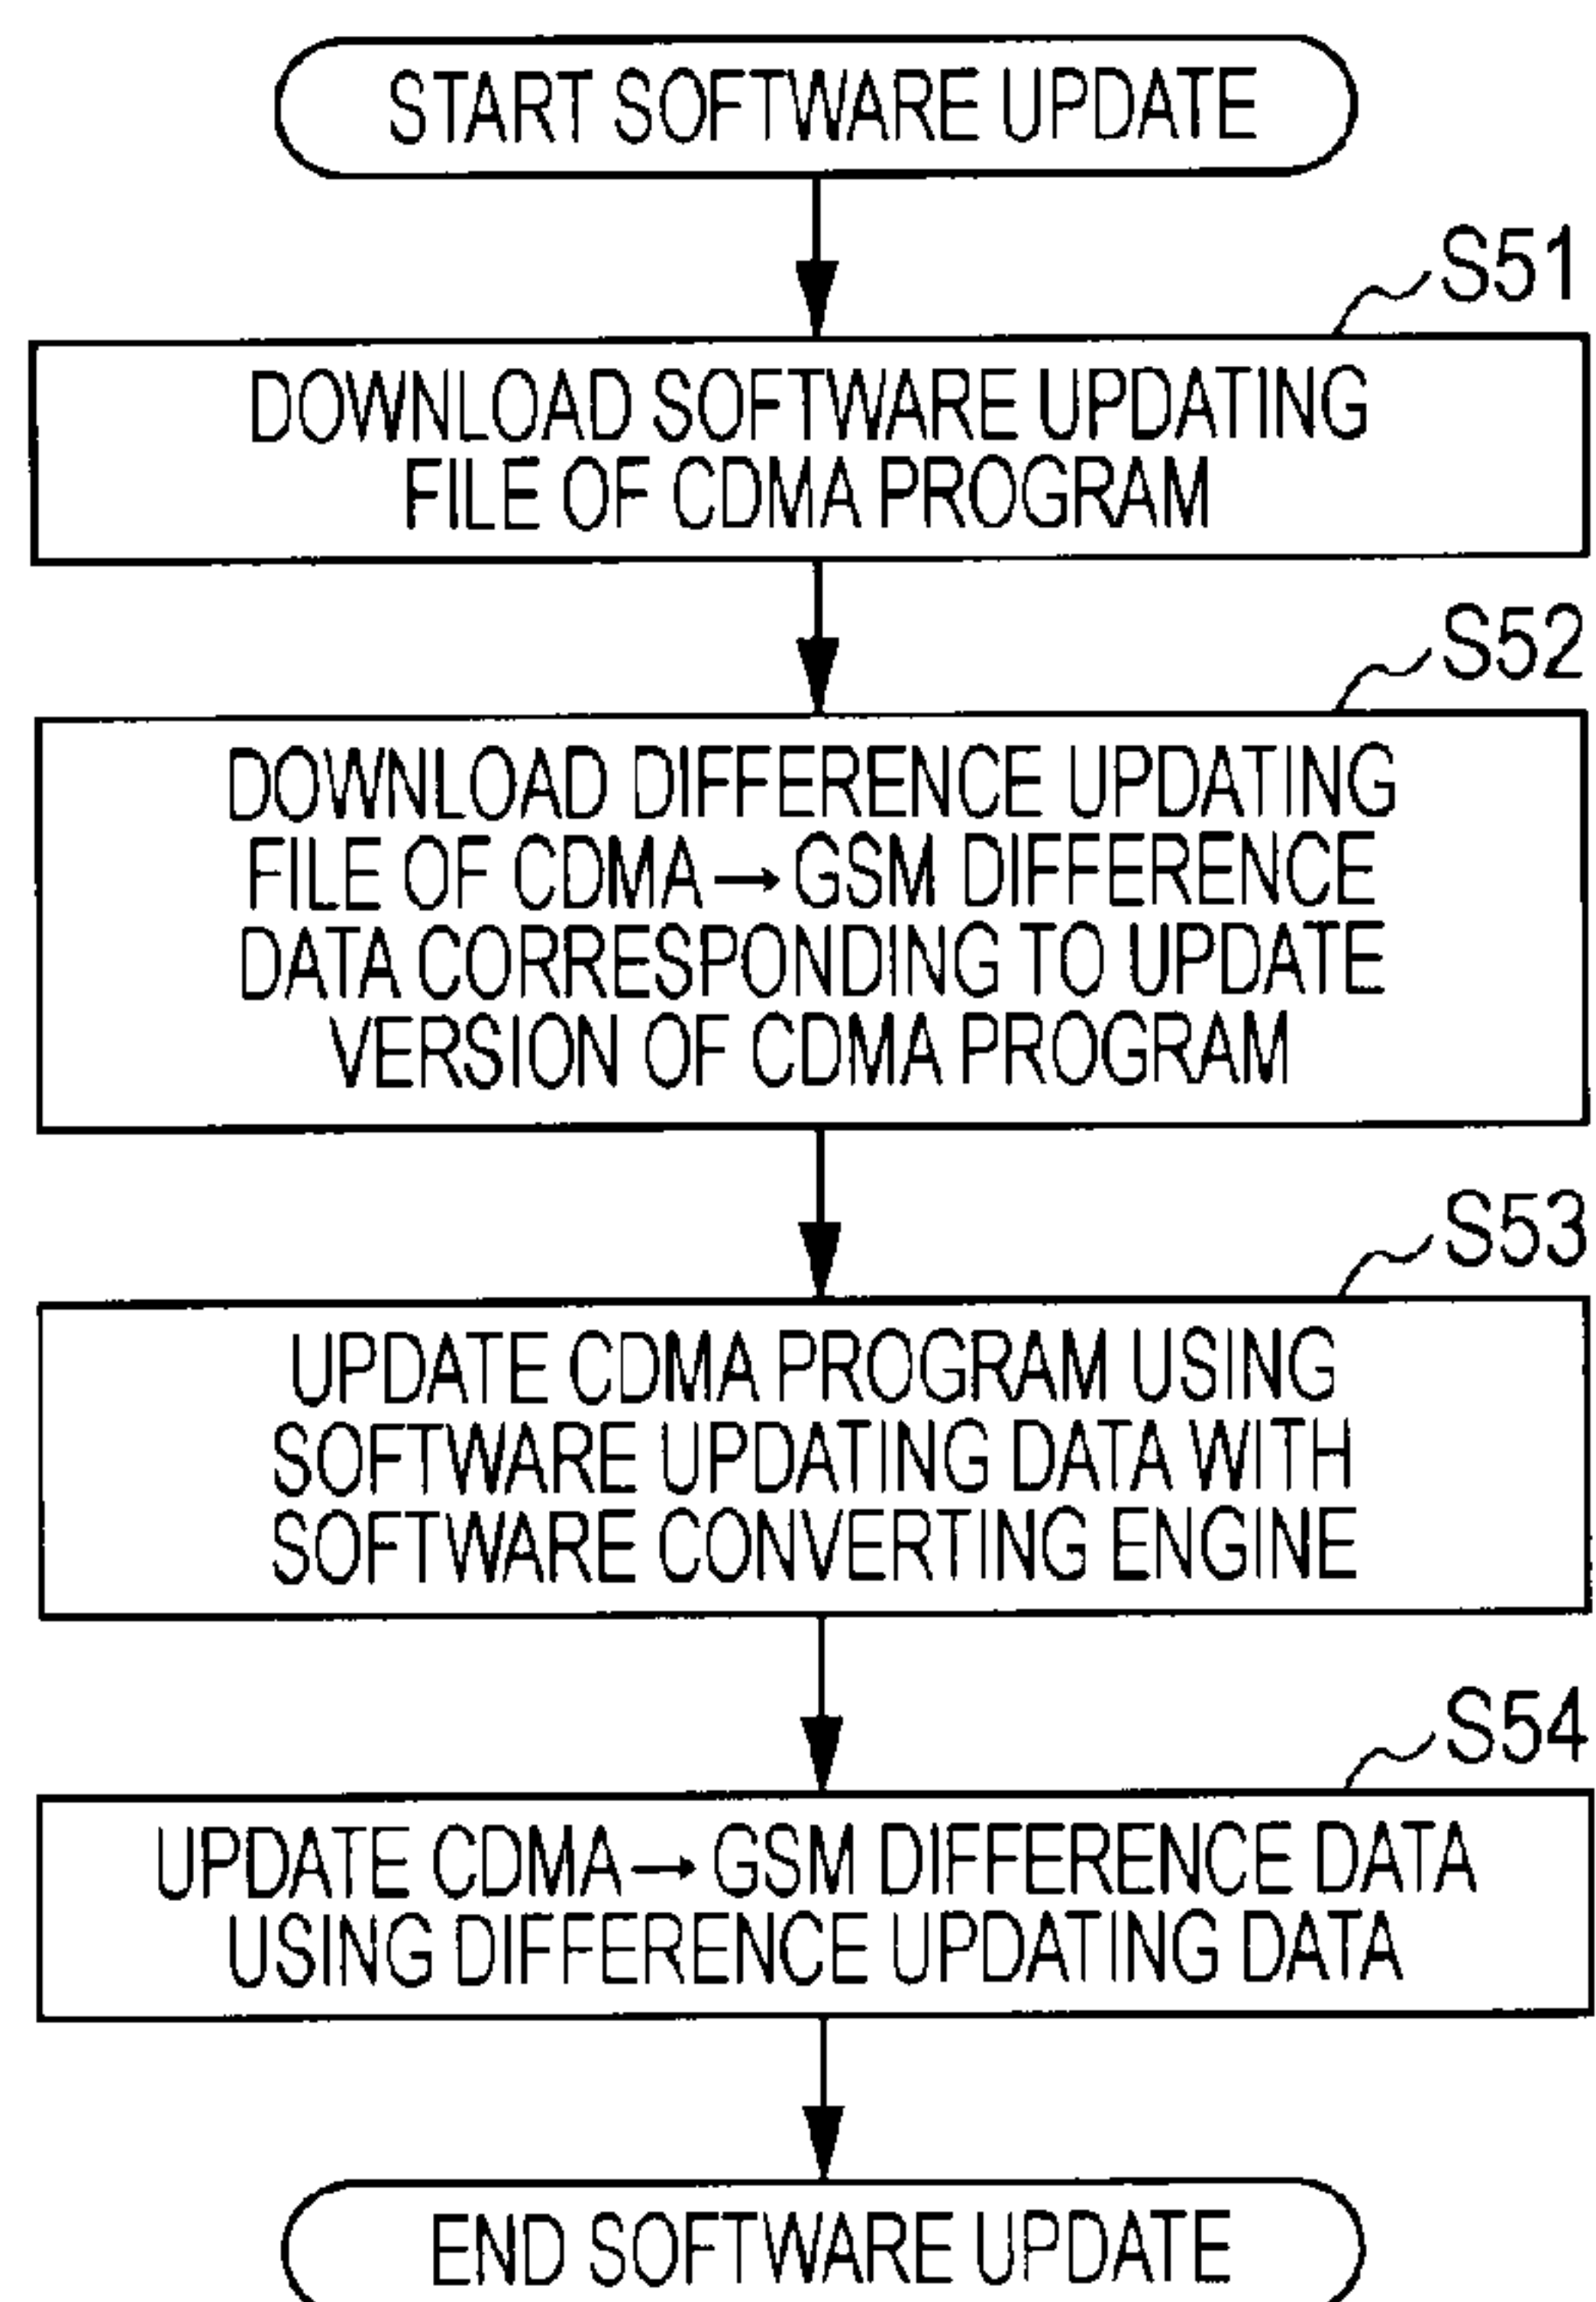 START SOFTWARE UPDATE
S51
DOWNLOAD SOFTWARE UPDATING
FILE OF CDMA PROGRAM
S52
DOWNLOAD DIFFERENCE UPDATING
FILE OF CDMA→GSM DIFFERENCE
DATA CORRESPONDING TO UPDATE
VERSION OF CDMA PROGRAM
S53
UPDATE CDMA PROGRAM USING
SOFTWARE UPDATING DATA WITH
SOFTWARE CONVERTING ENGINE
S54
UPDATE CDMA→GSM DIFFERENCE DATA
USING DIFFERENCE UPDATING DATA
END SOFTWARE UPDATE